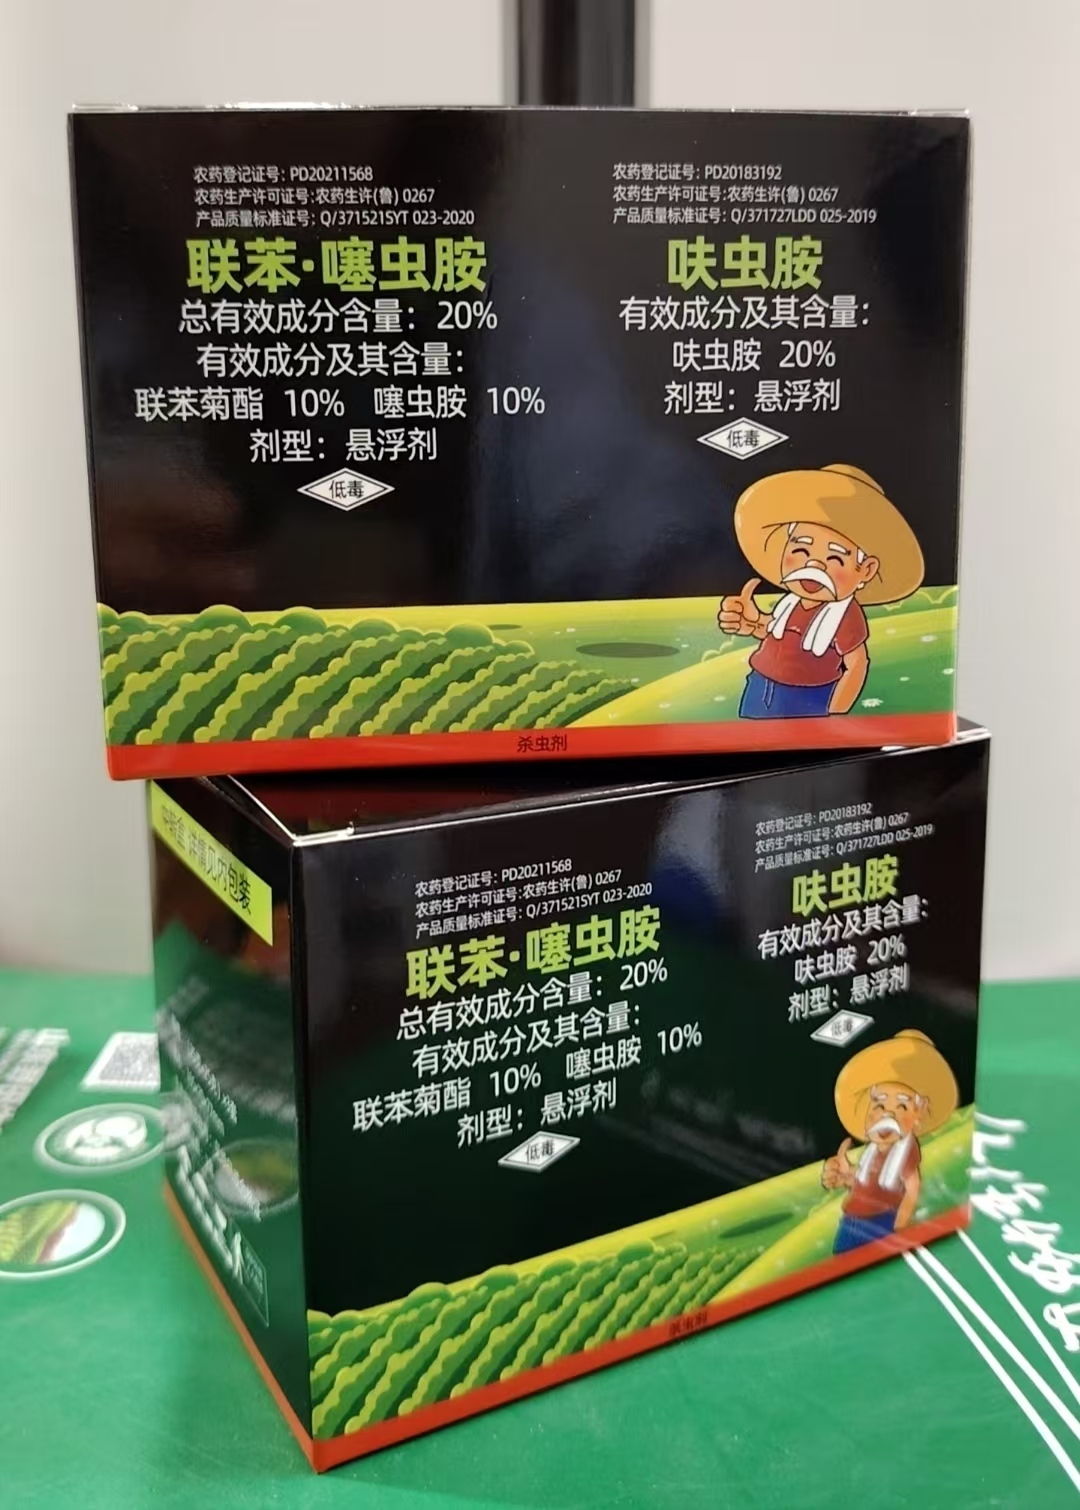 农药登记证号：PD20211568
农药生产许可证号:农药生许(鲁) 0267
产品质量标准证号：Q/371521SYT 023-2020
联苯·噻虫胺
总有效成分含量：20%
有效成分及其含量：
联苯菊酯 10% 噻虫胺 10%
剂型：悬浮剂
低毒
农药登记证号：PD20183192
农药生产许可证号:农药生许(鲁) 0267
产品质量标准证号：Q/371727LDD 025-2019
呋虫胺
有效成分及其含量：
呋虫胺 20%
剂型：悬浮剂
低毒
杀虫剂
详情见内包装
农药登记证号：PD20211568
农药生产许可证号:农药生许(鲁) 0267
产品质量标准证号：Q/371521SYT 023-2020
联苯·噻虫胺
总有效成分含量：20%
有效成分及其含量：
联苯菊酯 10% 噻虫胺 10%
剂型：悬浮剂
低毒
农药登记证号：PD20183192
农药生产许可证号:农药生许(鲁) 0267
产品质量标准证号：Q/371727LDD 025-2019
呋虫胺
有效成分及其含量：
呋虫胺 20%
剂型：悬浮剂
低毒
杀虫剂